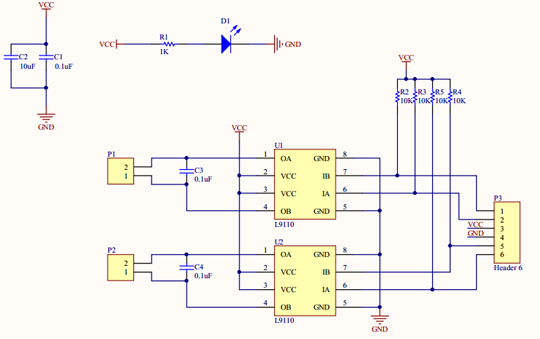 VCC
C2
10uF
C1
0.1uF
GND
VCC
R1
1K
D1
GND
VCC
R2
10K
R3
10K
R5
10K
R4
10K
VCC
P1
2
1
C3
0.1uF
U1
1 OA GND 8
2 VCC IB 7
3 VCC IA 6
4 OB GND 5
L9110
P2
2
1
C4
0.1uF
U2
1 OA GND 8
2 VCC IB 7
3 VCC IA 6
4 OB GND 5
L9110
GND
P3
1
2
VCC 3
GND 4
5
6
Header 6